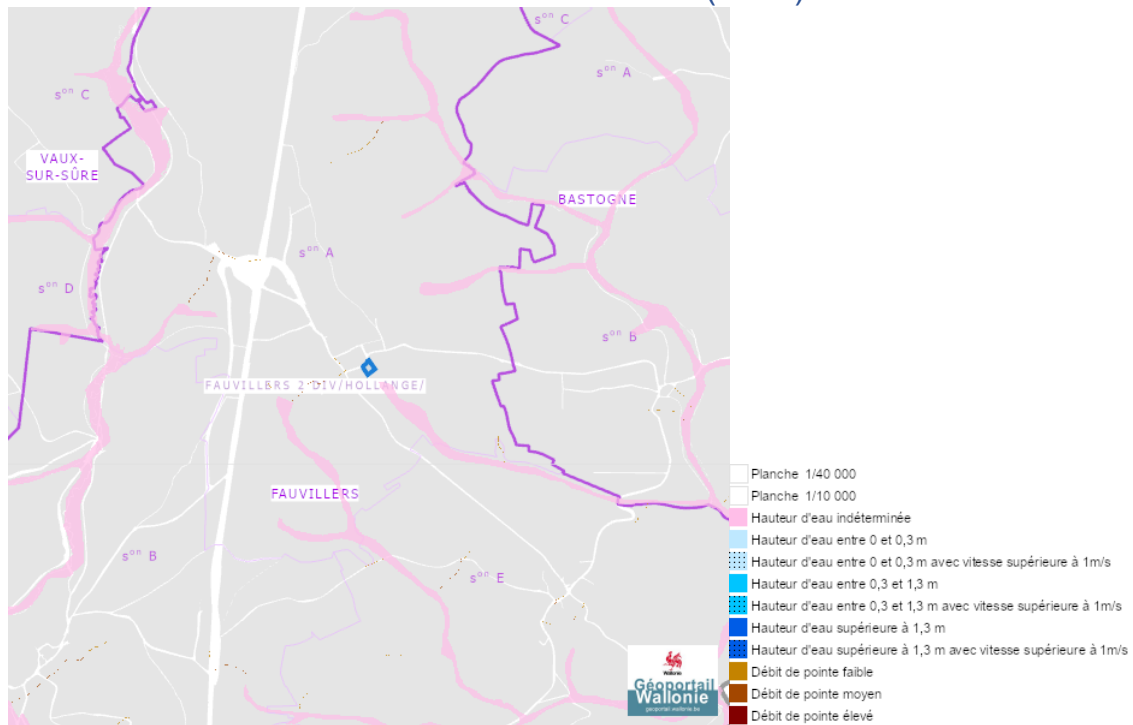 sᵒⁿ C
sᵒⁿ A
sᵒⁿ C
VAUX-
SUR-SÛRE
BASTOGNE
sᵒⁿ A
sᵒⁿ D
sᵒⁿ B
FAUVILLERS 2 DIV/HOLLANGE/
FAUVILLERS
sᵒⁿ B
sᵒⁿ E
Wallonie
Géoportail
Wallonie
geoportail.wallonie.be
Planche 1/40 000
Planche 1/10 000
Hauteur d'eau indéterminée
Hauteur d'eau entre 0 et 0,3 m
Hauteur d'eau entre 0 et 0,3 m avec vitesse supérieure à 1m/s
Hauteur d'eau entre 0,3 et 1,3 m
Hauteur d'eau entre 0,3 et 1,3 m avec vitesse supérieure à 1m/s
Hauteur d'eau supérieure à 1,3 m
Hauteur d'eau supérieure à 1,3 m avec vitesse supérieure à 1m/s
Débit de pointe faible
Débit de pointe moyen
Débit de pointe élevé